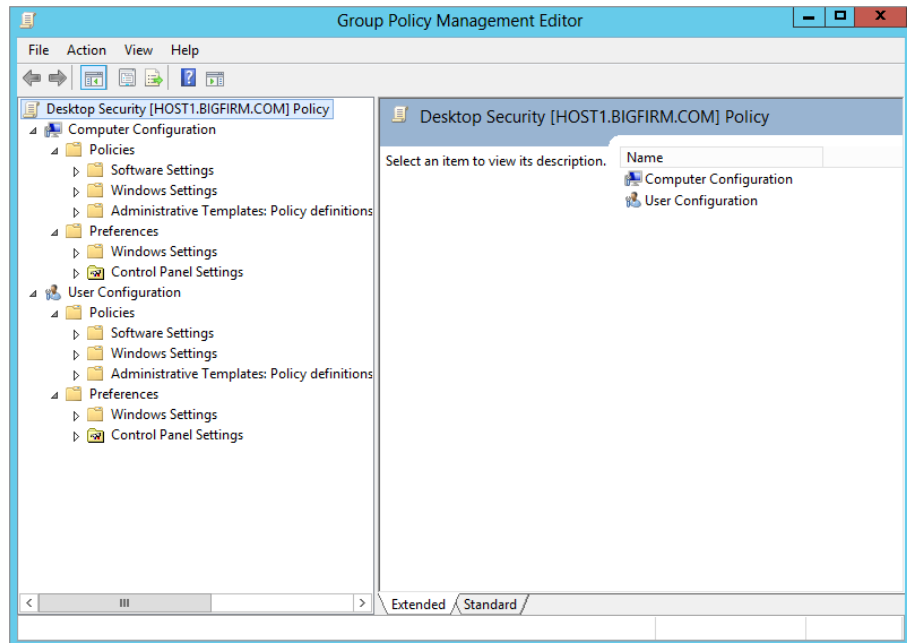 Group Policy Management Editor
File Action View Help
Desktop Security [HOST1.BIGFIRM.COM] Policy
Computer Configuration
Policies
Software Settings
Windows Settings
Administrative Templates: Policy definitions
Preferences
Windows Settings
Control Panel Settings
User Configuration
Policies
Software Settings
Windows Settings
Administrative Templates: Policy definitions
Preferences
Windows Settings
Control Panel Settings
Desktop Security [HOST1.BIGFIRM.COM] Policy
Select an item to view its description.
Name
Computer Configuration
User Configuration
Extended Standard